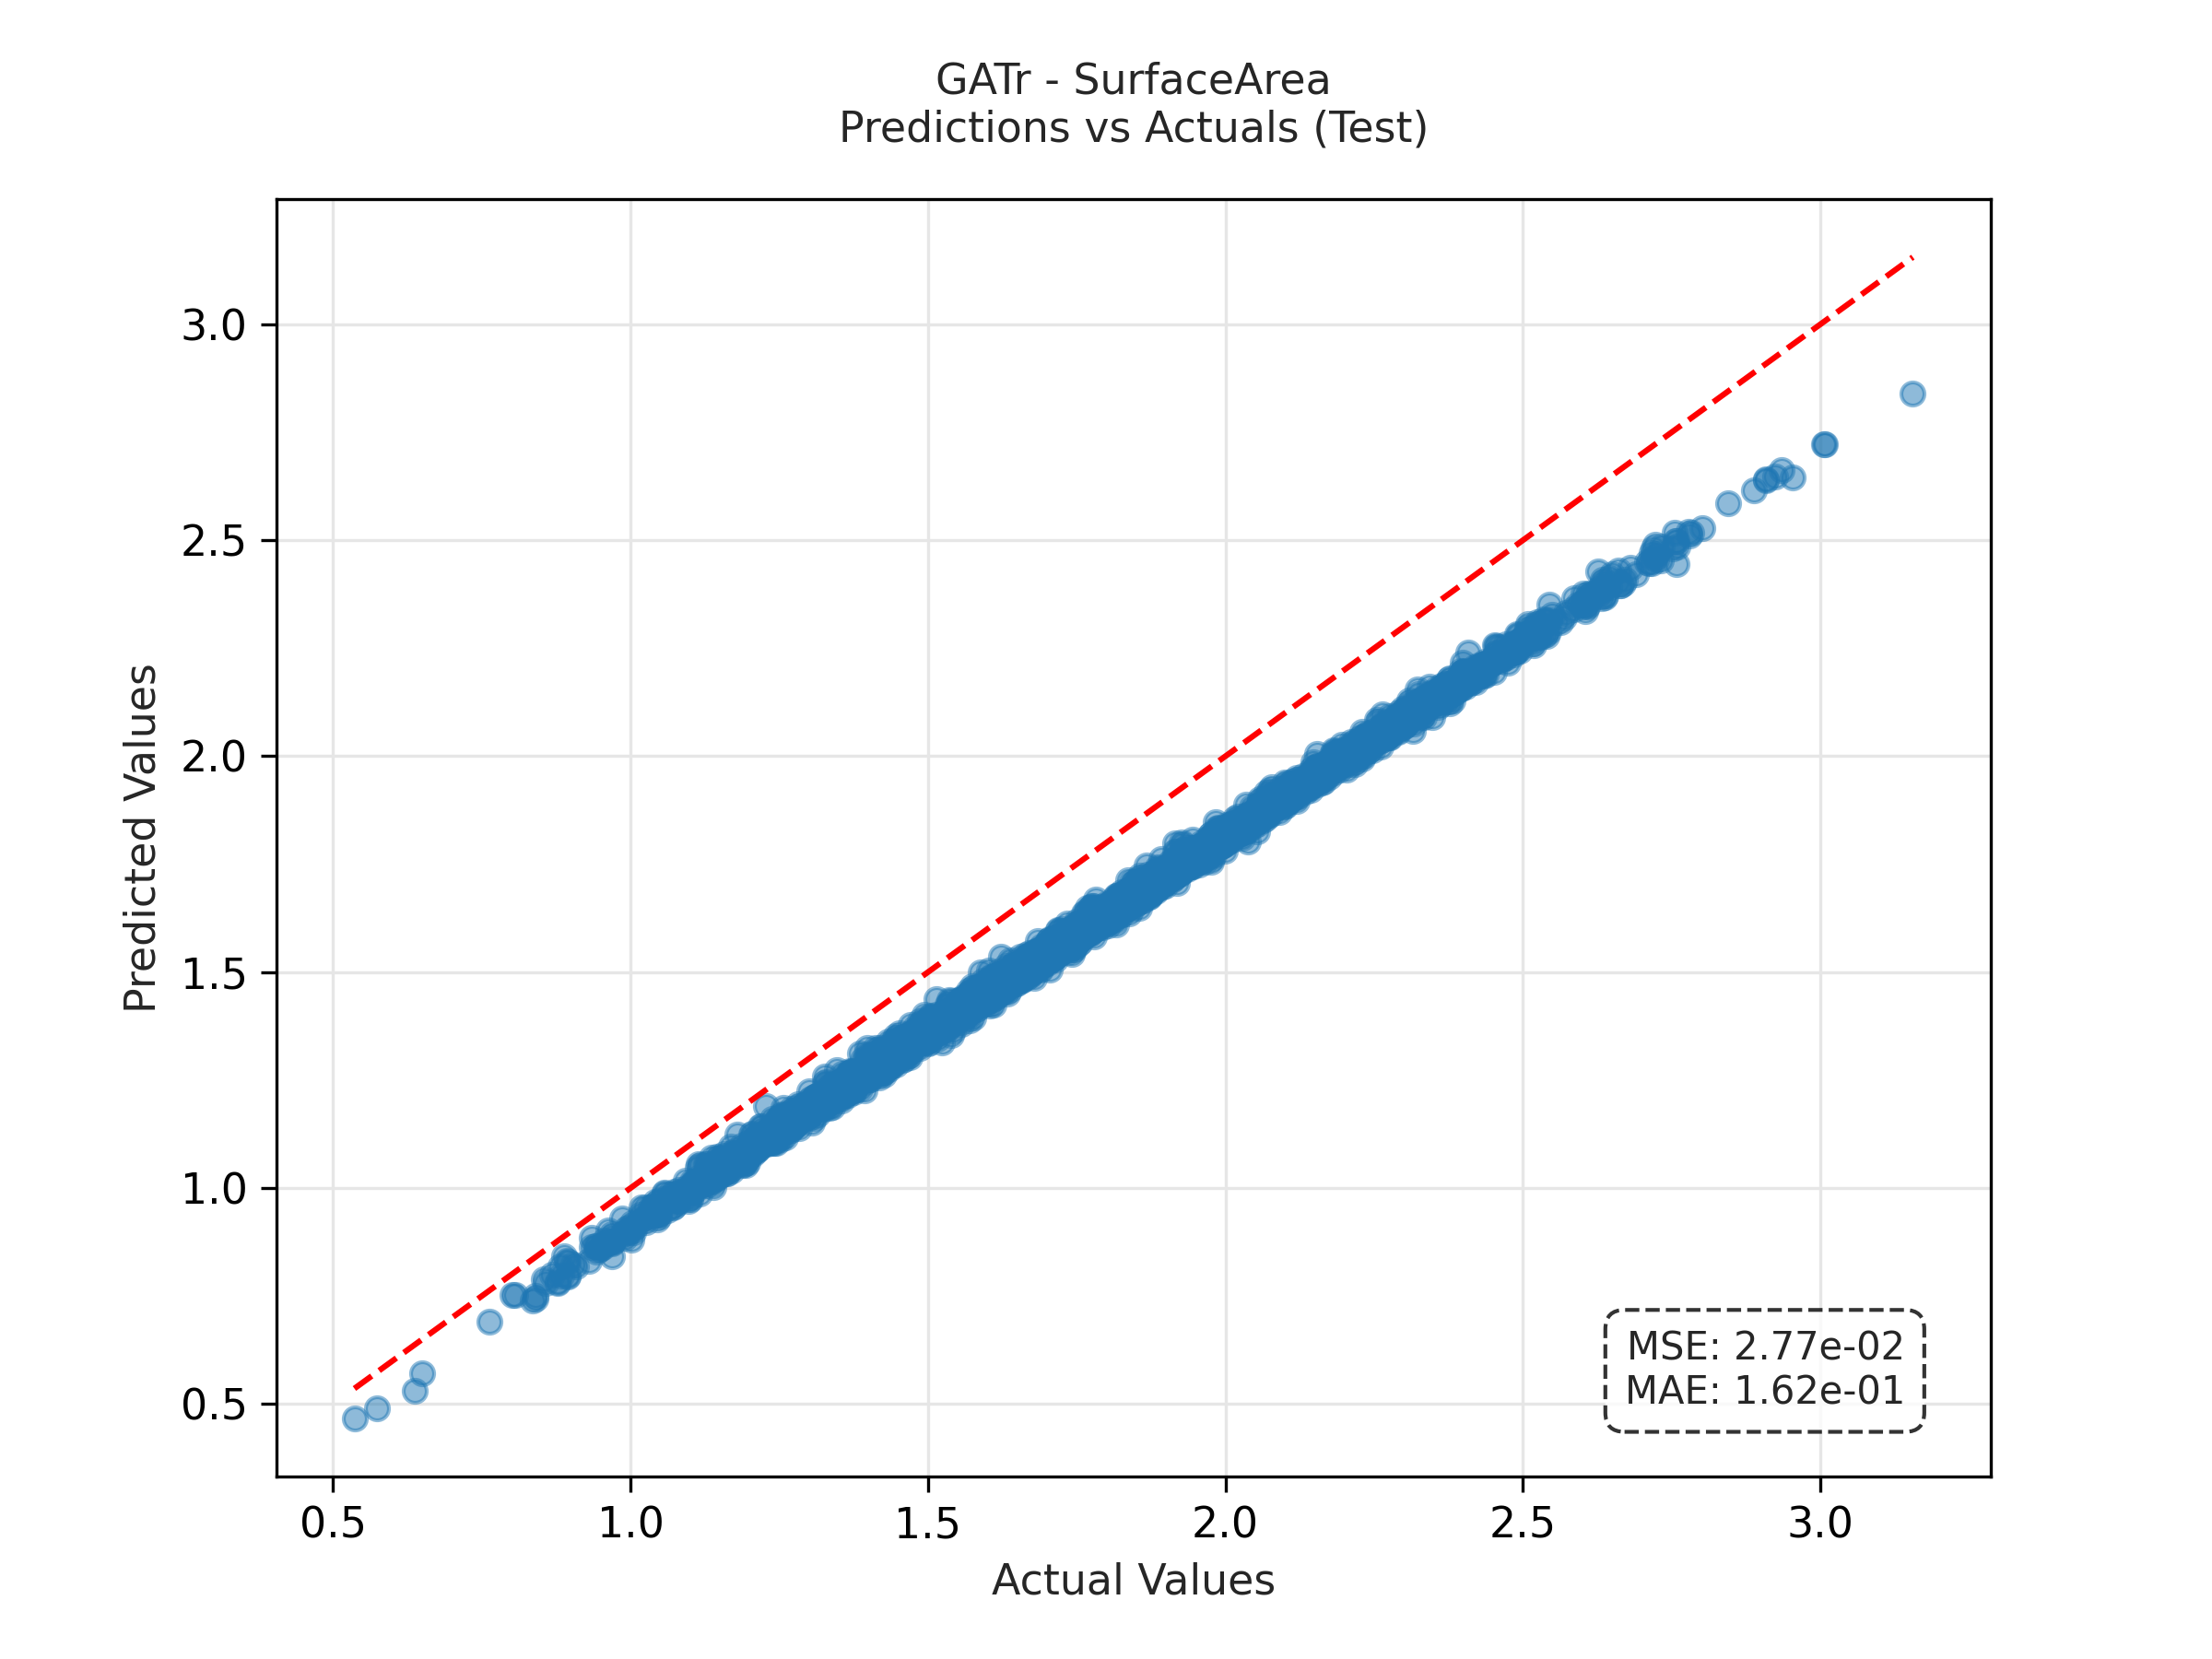 GATr - SurfaceArea
Predictions vs Actuals (Test)
Predicted Values
3.0
2.5
2.0
1.5
1.0
0.5
MSE: 2.77e-02
MAE: 1.62e-01
0.5 1.0 1.5 2.0 2.5 3.0
Actual Values